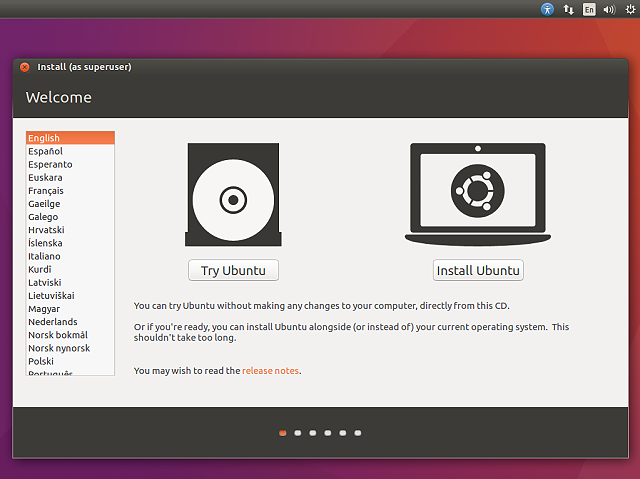 En
Install (as superuser)
Welcome
English
Español
Esperanto
Euskara
Français
Gaeilge
Galego
Hrvatski
Íslenska
Italiano
Kurdî
Latviski
Lietuviškai
Magyar
Nederlands
Norsk bokmål
Norsk nynorsk
Polski
Português
Try Ubuntu
Install Ubuntu
You can try Ubuntu without making any changes to your computer, directly from this CD.
Or if you're ready, you can install Ubuntu alongside (or instead of) your current operating system. This
shouldn't take too long.
You may wish to read the release notes.